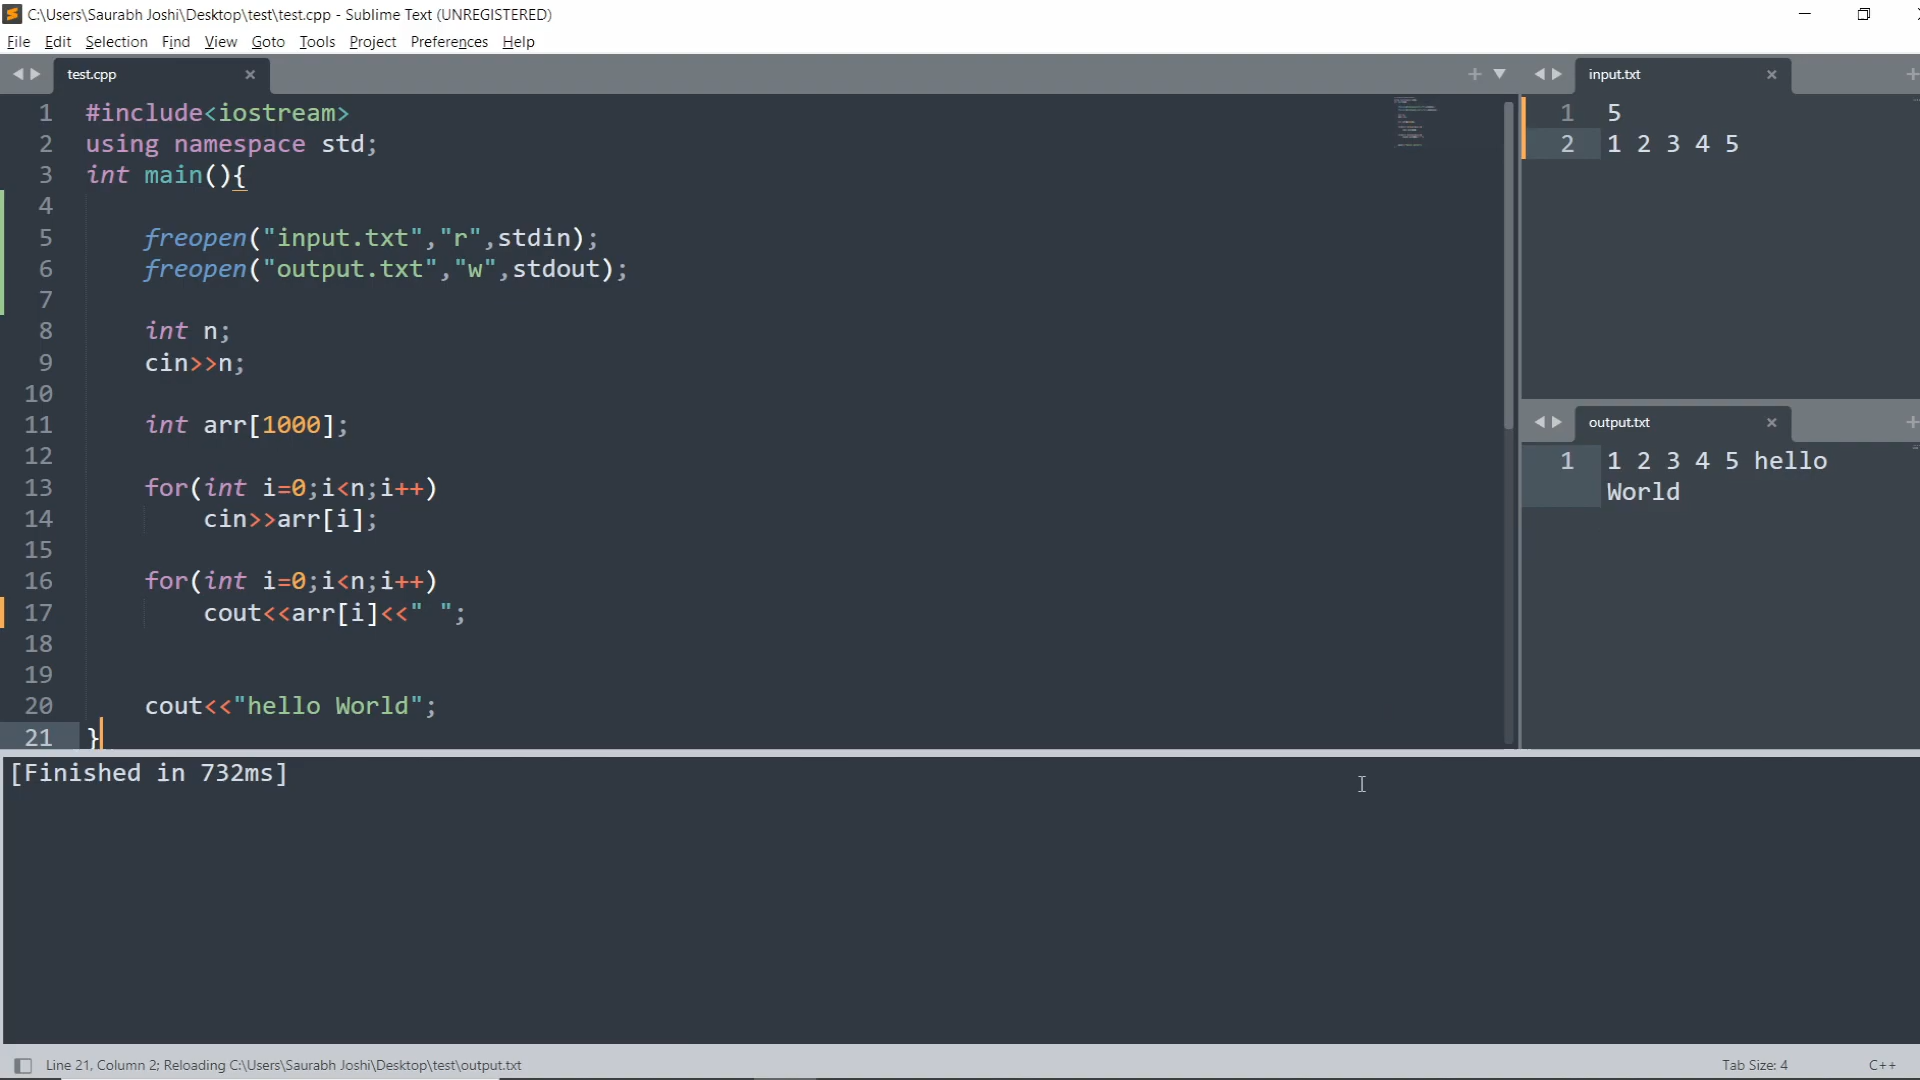 C:\Users\Saurabh Joshi\Desktop\test\test.cpp - Sublime Text (UNREGISTERED)
File Edit Selection Find View Goto Tools Project Preferences Help
test.cpp
1 #include<iostream>
2 using namespace std;
3 int main(){
4
5 freopen("input.txt","r",stdin);
6 freopen("output.txt","w",stdout);
7
8 int n;
9 cin>>n;
10
11 int arr[1000];
12
13 for(int i=0;i<n;i++)
14 cin>>arr[i];
15
16 for(int i=0;i<n;i++)
17 cout<<arr[i]<<" ";
18
19
20 cout<<"hello World";
21 }
input.txt
1 5
2 1 2 3 4 5
output.txt
1 1 2 3 4 5 hello
World
[Finished in 732ms]
Line 21, Column 2; Reloading C:\Users\Saurabh Joshi\Desktop\test\output.txt
Tab Size: 4
C++